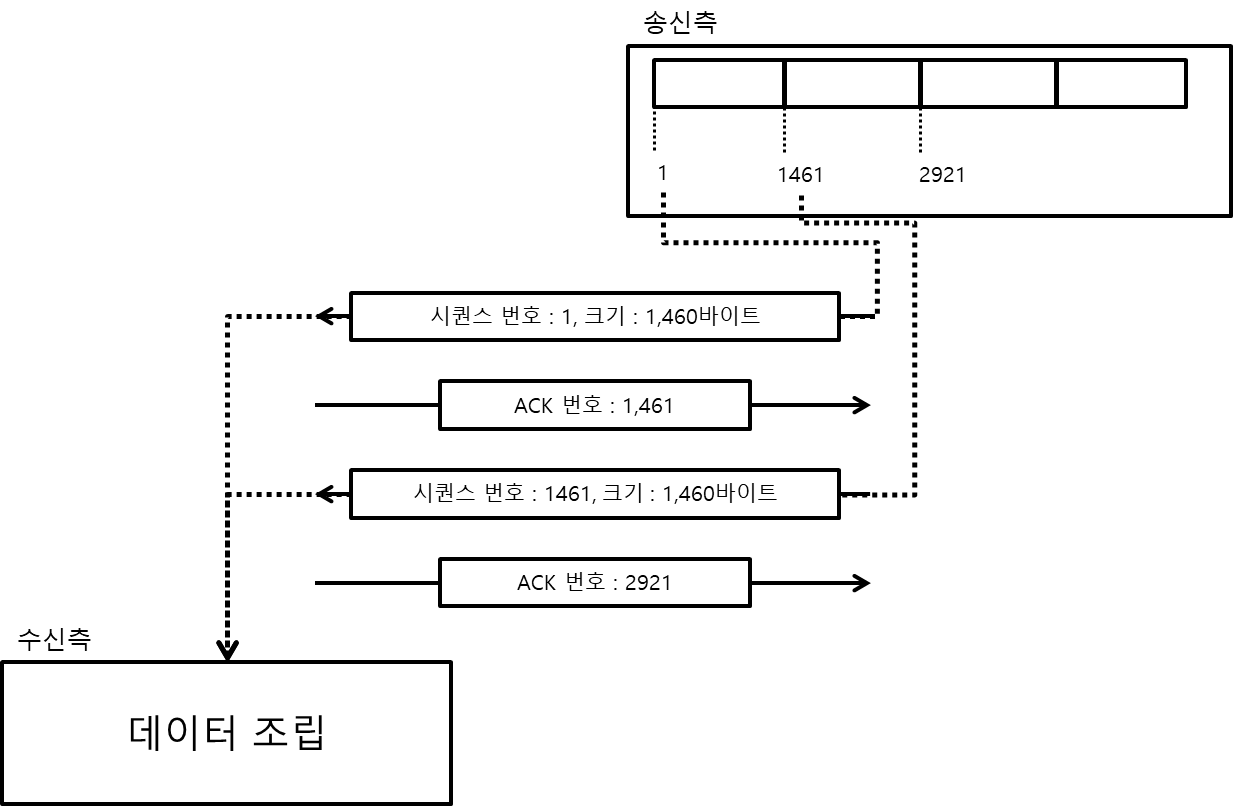 송신측
1
1461
2921
시퀀스 번호 : 1, 크기 : 1,460바이트
ACK 번호 : 1,461
시퀀스 번호 : 1461, 크기 : 1,460바이트
ACK 번호 : 2921
수신측
데이터 조립